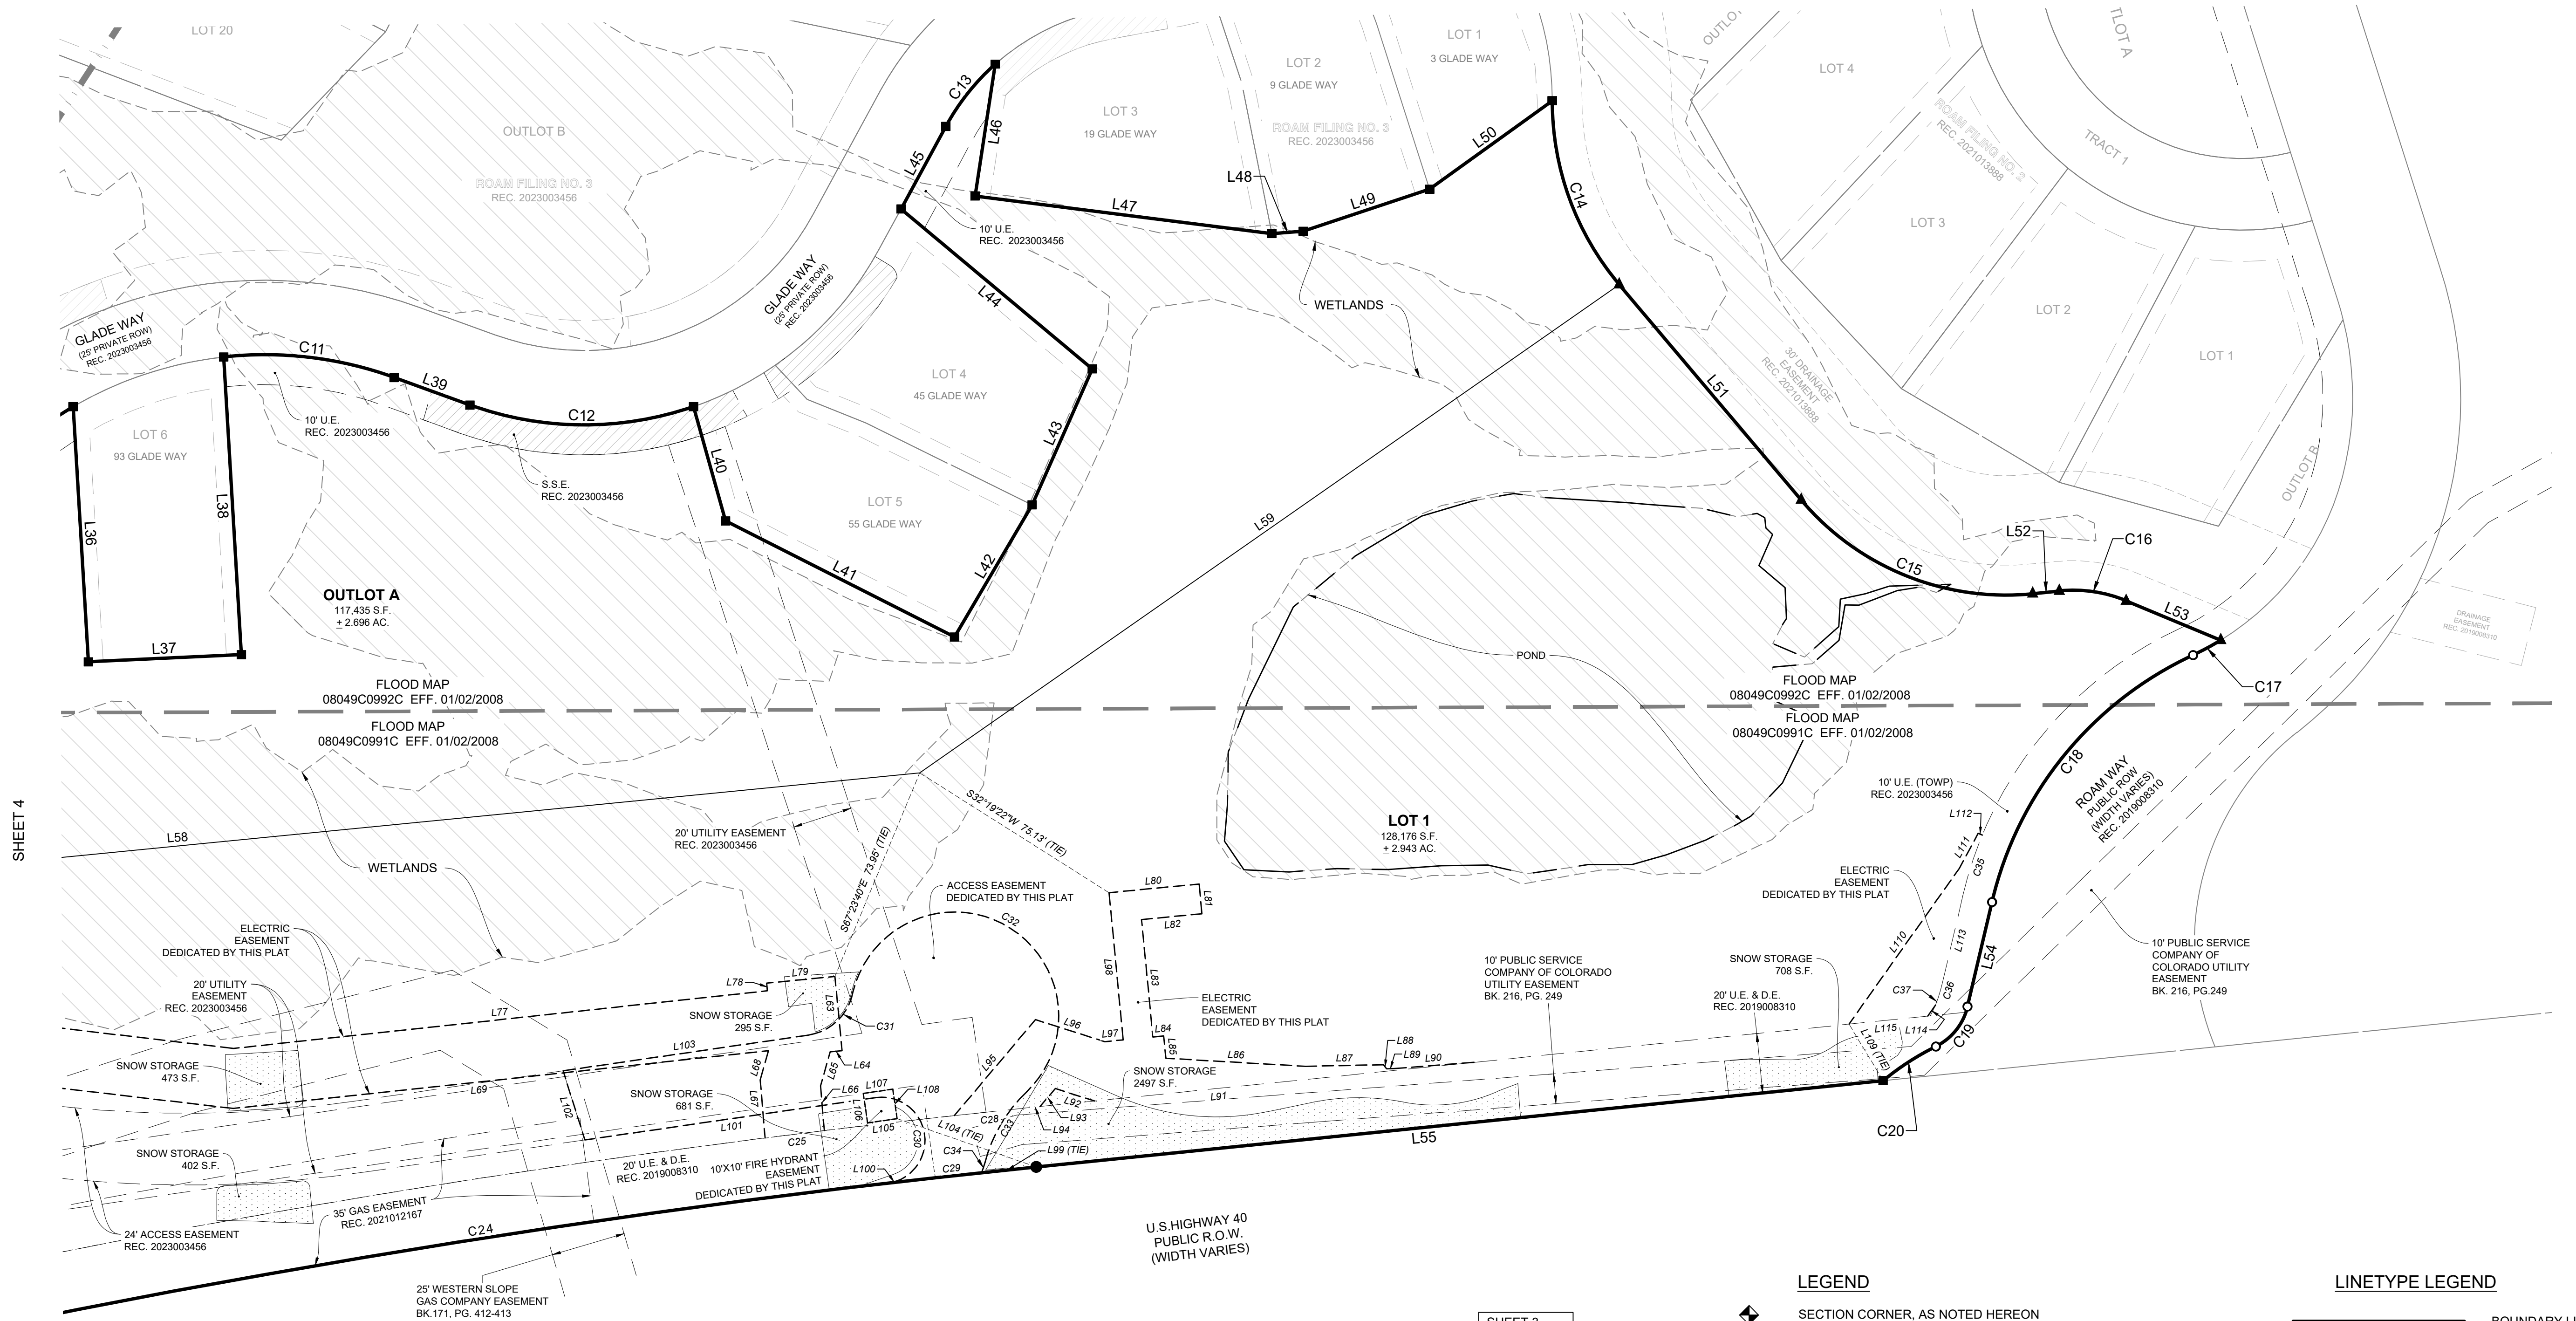 LOT 20
OUTLOT B
ROAM FILING NO. 3
REC. 2023003456
C13
L46
L45
LOT 3
19 GLADE WAY
LOT 2
9 GLADE WAY
ROAM FILING NO. 3
REC. 2023003456
LOT 1
3 GLADE WAY
L50
L48
L49
L47
C14
10' U.E.
REC. 2023003456
WETLANDS
LOT 4
ROAM FILING NO. 2
REC. 2021013888
TRACT 1
LOT 3
LOT 2
LOT 1
OUTLOT B
30' DRAINAGE
EASEMENT
REC. 2021013888
GLADE WAY
(25' PRIVATE ROW)
REC. 2023003456
GLADE WAY
(25' PRIVATE ROW)
REC. 2023003456
C11
L39
C12
L44
LOT 4
45 GLADE WAY
L43
L51
LOT 6
93 GLADE WAY
10' U.E.
REC. 2023003456
L36
L38
L37
S.S.E.
REC. 2023003456
L40
LOT 5
55 GLADE WAY
L41
L42
L59
OUTLOT A
117,435 S.F.
+ 2.696 AC.
L52
C16
C15
L53
C17
DRAINAGE
EASEMENT
REC. 2019008310
POND
FLOOD MAP
08049C0992C EFF. 01/02/2008
FLOOD MAP
08049C0991C EFF. 01/02/2008
FLOOD MAP
08049C0992C EFF. 01/02/2008
FLOOD MAP
08049C0991C EFF. 01/02/2008
SHEET 4
L58
WETLANDS
20' UTILITY EASEMENT
REC. 2023003456
S67°23'40"E 73.95' (TIE)
S32°19'22"W 75.13' (TIE)
LOT 1
128,176 S.F.
+ 2.943 AC.
C18
ROAM WAY
PUBLIC ROW
(WIDTH VARIES)
REC. 2019008310
10' U.E. (TOWP)
REC. 2023003456
L112
L111
C35
ELECTRIC
EASEMENT
DEDICATED BY THIS PLAT
L110
L113
L54
ACCESS EASEMENT
DEDICATED BY THIS PLAT
C32
L80
L81
L82
L83
L98
ELECTRIC
EASEMENT
DEDICATED BY THIS PLAT
ELECTRIC
EASEMENT
DEDICATED BY THIS PLAT
20' UTILITY
EASEMENT
REC. 2023003456
L77
L78
L79
L63
SNOW STORAGE
295 S.F.
C31
L103
L64
L96
L97
L84
L85
L86
L87
L88
L89
L90
10' PUBLIC SERVICE
COMPANY OF COLORADO
UTILITY EASEMENT
BK. 216, PG. 249
SNOW STORAGE
708 S.F.
20' U.E. & D.E.
REC. 2019008310
C37
C36
L115
L114
L109 (TIE)
C19
C20
10' PUBLIC SERVICE
COMPANY OF
COLORADO UTILITY
EASEMENT
BK. 216, PG.249
SNOW STORAGE
473 S.F.
L69
L68
L67
L65
L66
L102
L101
SNOW STORAGE
681 S.F.
L107
L108
L106
L105
C25
C30
L95
L104 (TIE)
C28
C33
L92
L93
L94
L91
SNOW STORAGE
2497 S.F.
L55
C34
C29
L99 (TIE)
L100
20' U.E. & D.E.
REC. 2019008310
10'X10' FIRE HYDRANT
EASEMENT
DEDICATED BY THIS PLAT
SNOW STORAGE
402 S.F.
35' GAS EASEMENT
REC. 2021012167
24' ACCESS EASEMENT
REC. 2023003456
C24
25' WESTERN SLOPE
GAS COMPANY EASEMENT
BK.171, PG. 412-413
U.S.HIGHWAY 40
PUBLIC R.O.W.
(WIDTH VARIES)
LEGEND
SECTION CORNER, AS NOTED HEREON
LINETYPE LEGEND